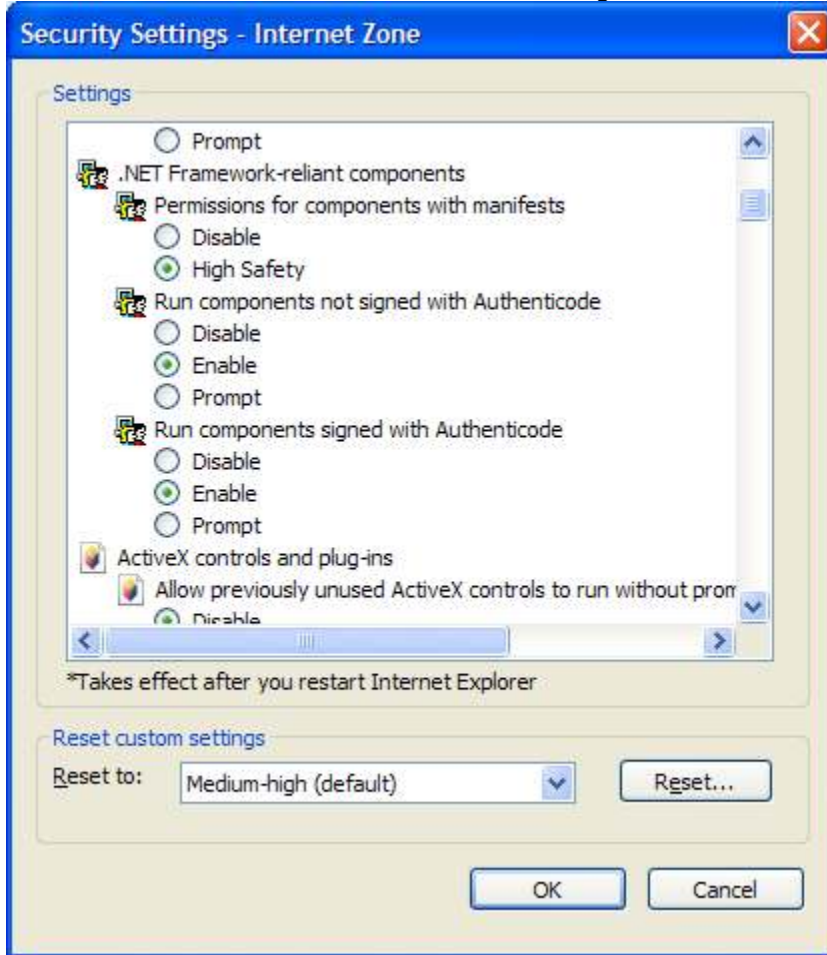 Security Settings - Internet Zone
Settings
Prompt
.NET Framework-reliant components
Permissions for components with manifests
Disable
High Safety
Run components not signed with Authenticode
Disable
Enable
Prompt
Run components signed with Authenticode
Disable
Enable
Prompt
ActiveX controls and plug-ins
Allow previously unused ActiveX controls to run without prom
Disable
*Takes effect after you restart Internet Explorer
Reset custom settings
Reset to: Medium-high (default) Reset...
OK Cancel